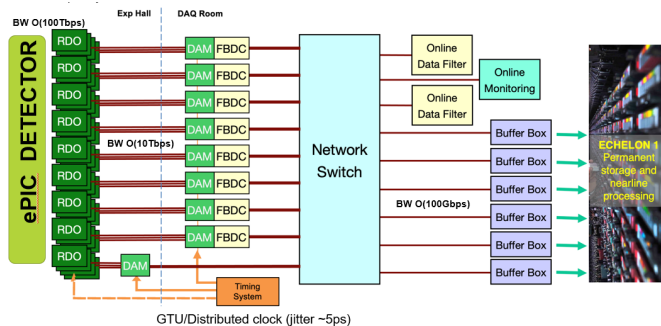 Exp Hall
DAQ Room
BW O(100Tbps)
ePIC DETECTOR
RDO
RDO
RDO
RDO
RDO
RDO
RDO
RDO
RDO
BW O(10Tbps)
DAM
FBDC
DAM
FBDC
DAM
FBDC
DAM
FBDC
DAM
FBDC
DAM
FBDC
DAM
FBDC
DAM
FBDC
DAM
Timing
System
GTU/Distributed clock (jitter ~5ps)
Network
Switch
Online
Data Filter
Online
Monitoring
Online
Data Filter
Buffer Box
Buffer Box
Buffer Box
BW O(100Gbps)
Buffer Box
Buffer Box
Buffer Box
ECHELON 1
Permanent
storage and
nearline
processing